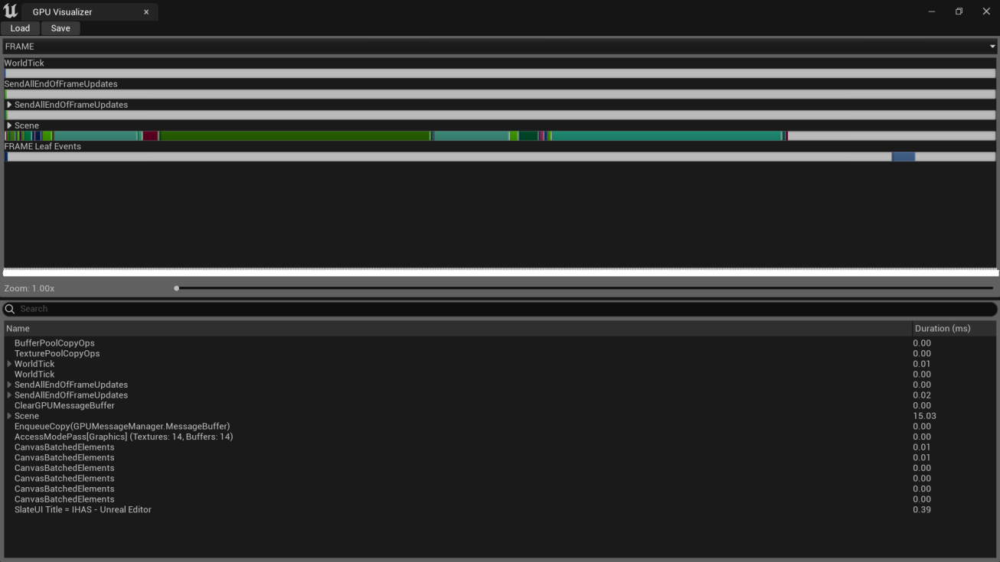 GPU Visualizer
Load Save
FRAME
WorldTick
SendAllEndOfFrameUpdates
SendAllEndOfFrameUpdates
Scene
FRAME Leaf Events
Zoom: 1.00x
Search
Name Duration (ms)
BufferPoolCopyOps 0.00
TexturePoolCopyOps 0.00
WorldTick 0.01
WorldTick 0.00
SendAllEndOfFrameUpdates 0.00
SendAllEndOfFrameUpdates 0.02
ClearGPUMessageBuffer 0.00
Scene 15.03
EnqueueCopy(GPUMessageManager.MessageBuffer) 0.00
AccessModePass[Graphics] (Textures: 14, Buffers: 14) 0.00
CanvasBatchedElements 0.01
CanvasBatchedElements 0.01
CanvasBatchedElements 0.00
CanvasBatchedElements 0.00
CanvasBatchedElements 0.00
CanvasBatchedElements 0.00
SlateUI Title = IHAS - Unreal Editor 0.39